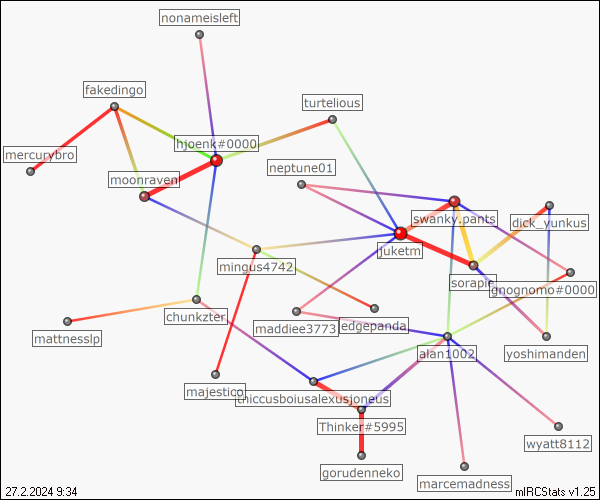 nonameisleft
fakedingo
turtelious
hjoenk#0000
mercurybro
neptune01
moonraven
swanky.pants
dick_yunkus
juketm
mingus4742
sorapie
gnognomo#0000
chunkzter
maddiee3773
edgepanda_
mattnesslp
alan1002
yoshimanden
majestico
thiccusboiusalexusjoneus
Thinker#5995
wyatt8112
gorudenneko
marcemadness
27.2.2024 9:34
mIRCStats v1.25